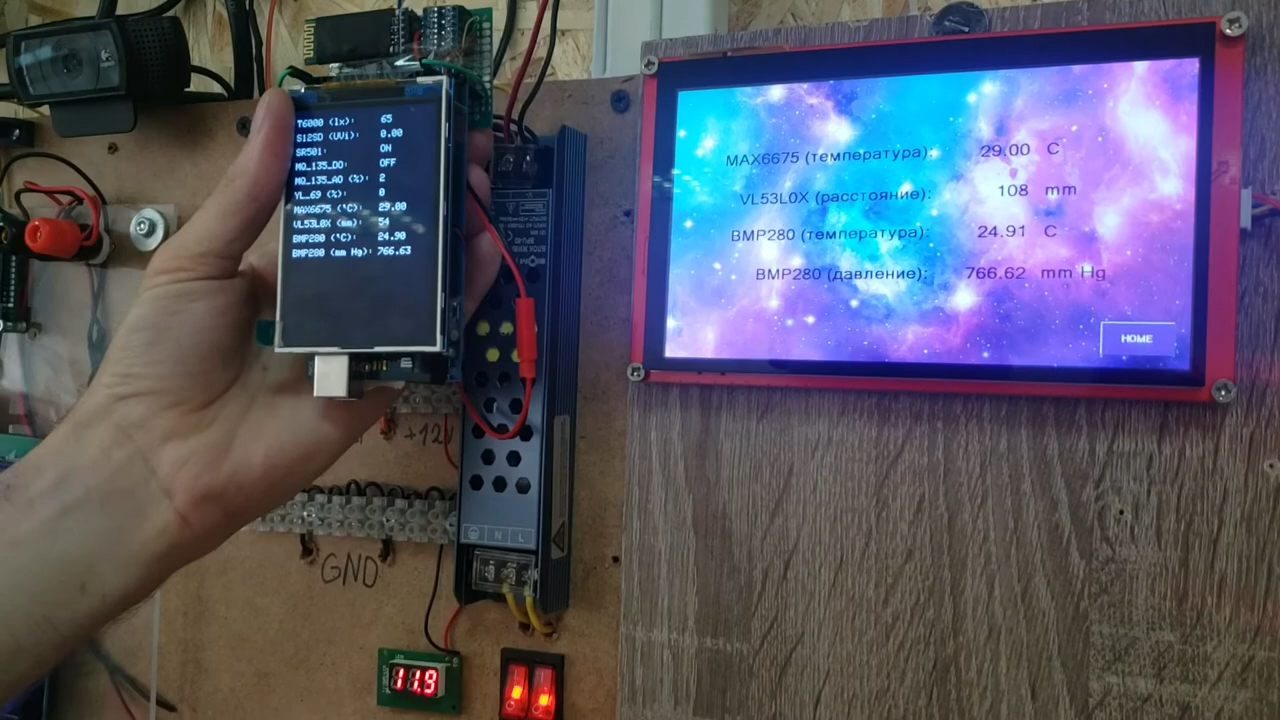 T6000 (lx): 65
S12SD (UVi): 0.00
SR501: ON
MQ_135_DO: OFF
MQ_135_AO (%): 2
YL_69 (%): 0
MAX6675 (°C): 29.00
VL53L0X (mm): 54
BMP280 (°C): 24.90
BMP280 (mm Hg): 766.63
MAX6675 (температура): 29.00 C
VL53L0X (расстояние): 108 mm
BMP280 (температура): 24.91 C
BMP280 (давление): 766.62 mm Hg
HOME
+12V
N L
GND
11.9